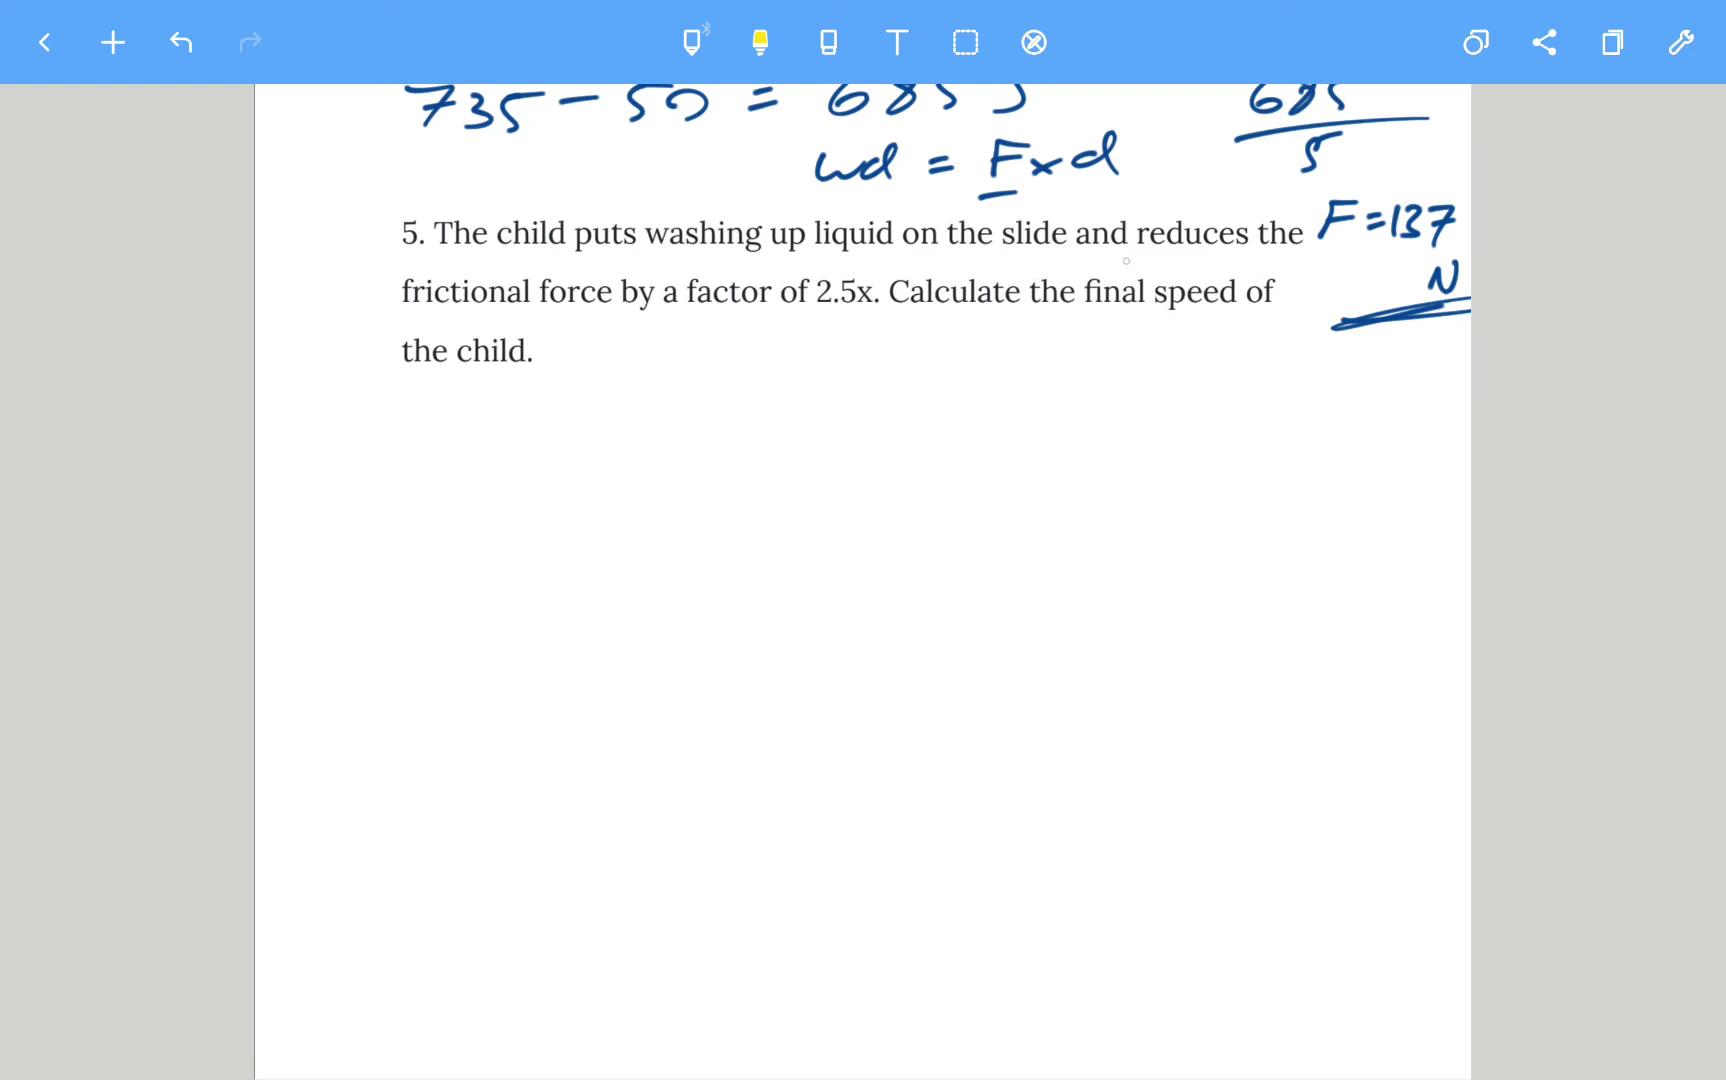 735 - 50 = 685 J
685
5
wd = F x d
5. The child puts washing up liquid on the slide and reduces the
F = 137
N
frictional force by a factor of 2.5x. Calculate the final speed of
the child.